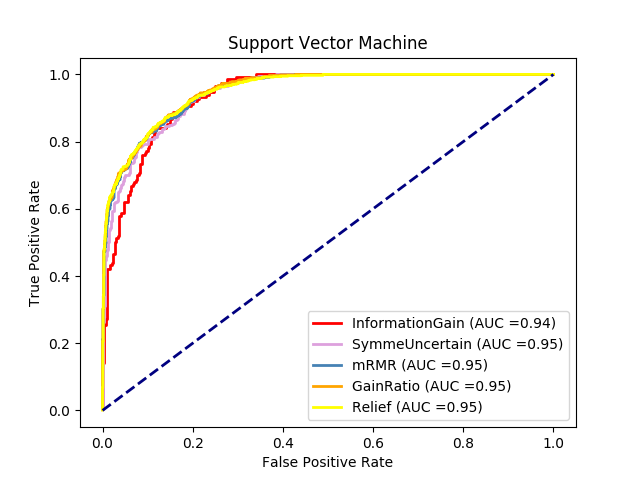 Support Vector Machine
True Positive Rate
1.0
0.8
0.6
0.4
0.2
0.0
InformationGain (AUC =0.94)
SymmeUncertain (AUC =0.95)
mRMR (AUC =0.95)
GainRatio (AUC =0.95)
Relief (AUC =0.95)
0.0 0.2 0.4 0.6 0.8 1.0
False Positive Rate